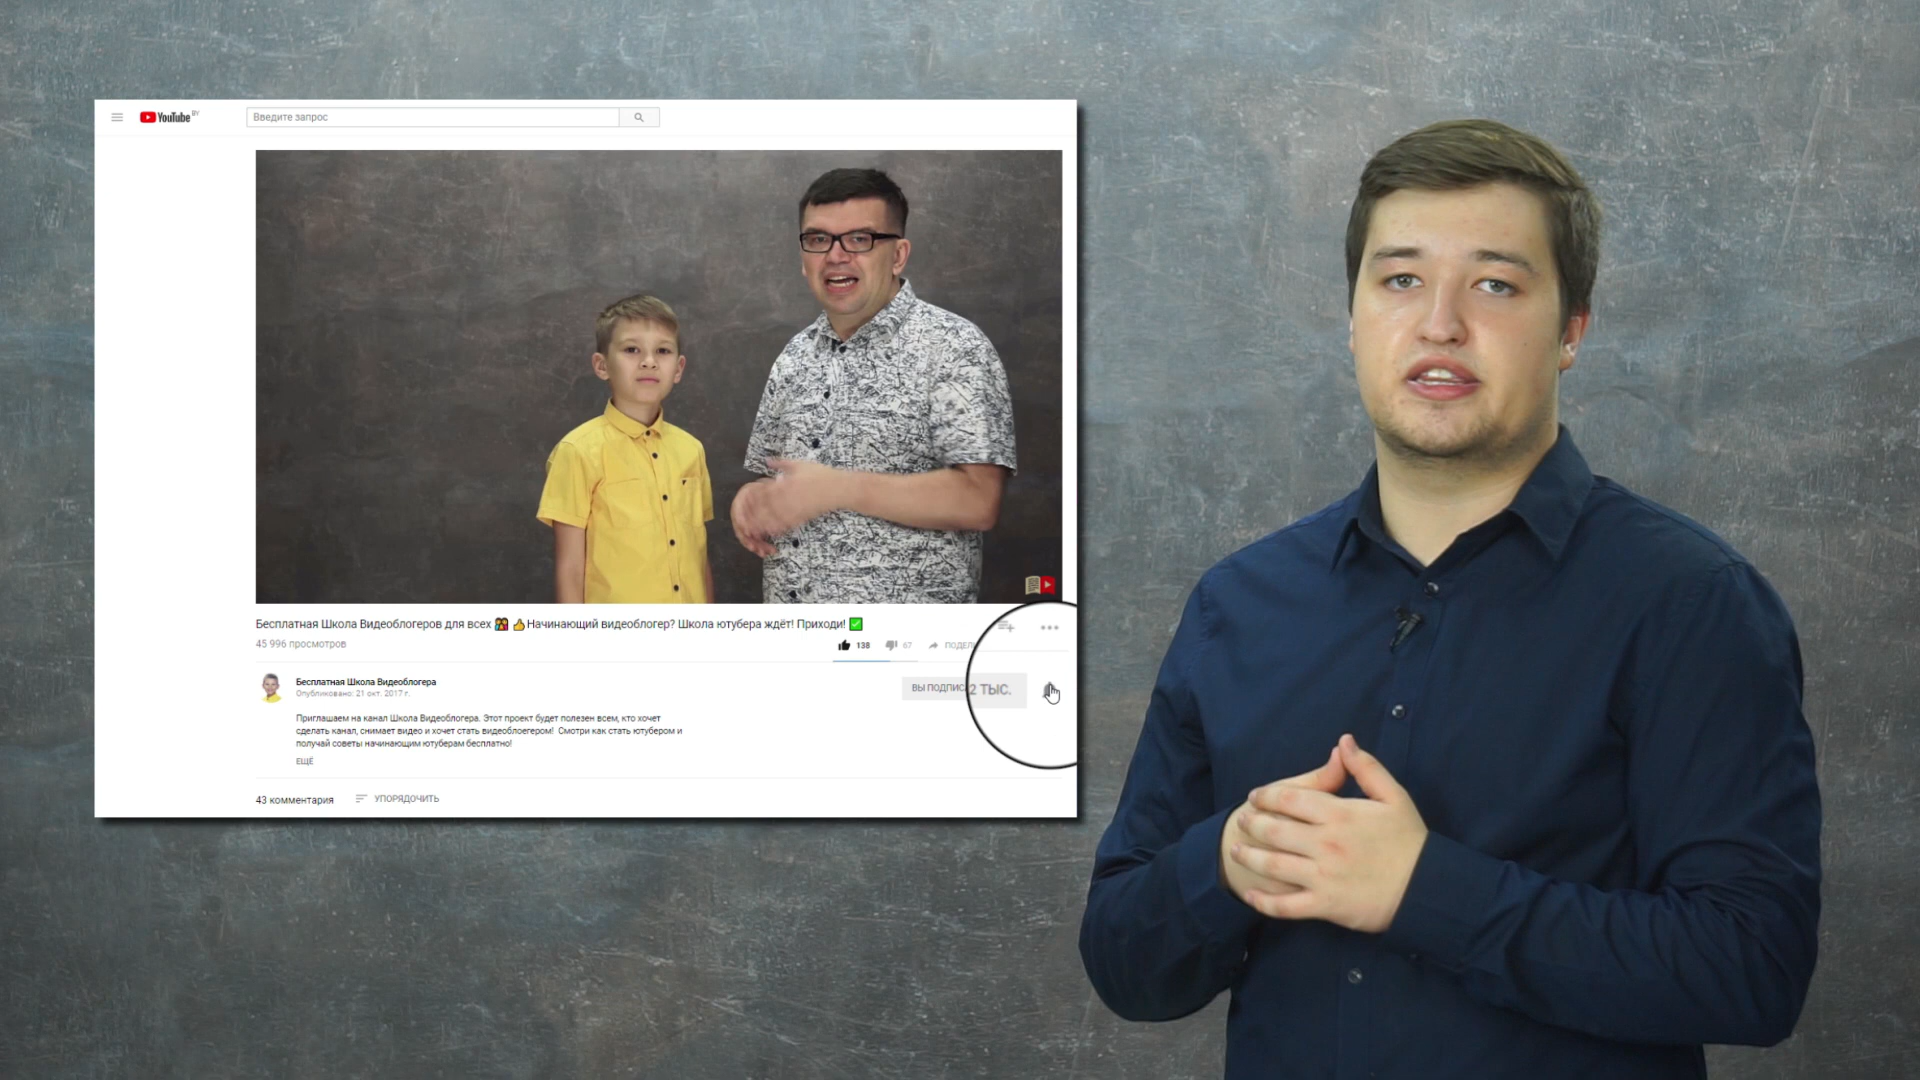 YouTube BY
Введите запрос
Бесплатная Школа Видеоблогеров для всех 👍Начинающий видеоблогер? Школа ютубера ждёт! Приходи! ✅
45 996 просмотров
138
67
Бесплатная Школа Видеоблогера
Опубликовано: 21 окт. 2017 г.
2 ТЫС.
Приглашаем на канал Школа Видеоблогера. Этот проект будет полезен всем, кто хочет
сделать канал, снимает видео и хочет стать видеоблоегером! Смотри как стать ютубером и
получай советы начинающим ютуберам бесплатно!
ЕЩЁ
43 комментария
УПОРЯДОЧИТЬ